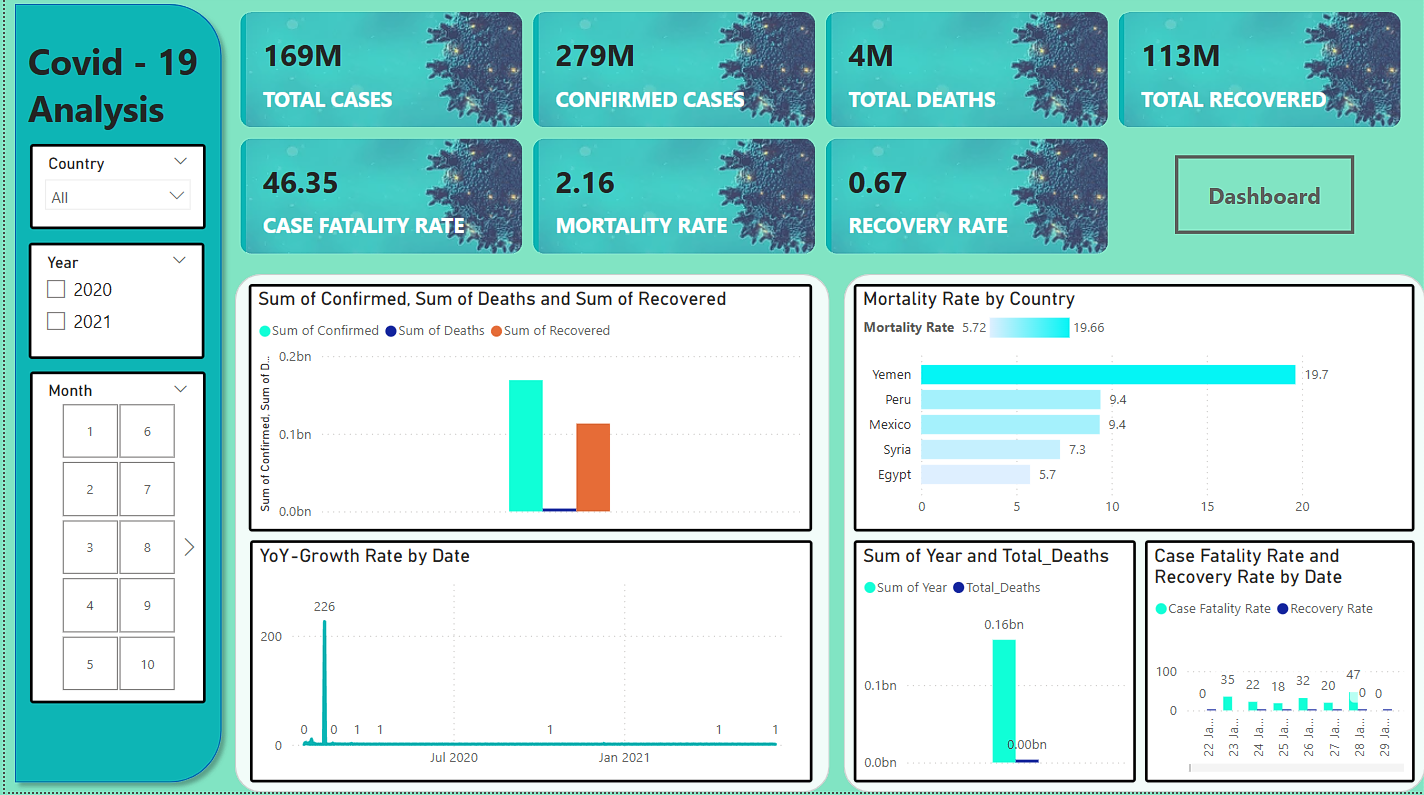 Covid - 19
Analysis
Country
All
Year
2020
2021
Month
1 6
2 7
3 8
4 9
5 10
169M
TOTAL CASES
279M
CONFIRMED CASES
4M
TOTAL DEATHS
113M
TOTAL RECOVERED
46.35
CASE FATALITY RATE
2.16
MORTALITY RATE
0.67
RECOVERY RATE
Dashboard
Sum of Confirmed, Sum of Deaths and Sum of Recovered
Sum of Confirmed Sum of Deaths Sum of Recovered
Sum of Confirmed, Sum of D...
0.2bn
0.1bn
0.0bn
Mortality Rate by Country
Mortality Rate 5.72 19.66
Yemen 19.7
Peru 9.4
Mexico 9.4
Syria 7.3
Egypt 5.7
0 5 10 15 20
YoY-Growth Rate by Date
226
200
0 0 1 1 1 1 1
0
Jul 2020 Jan 2021
Sum of Year and Total_Deaths
Sum of Year Total_Deaths
0.16bn
0.1bn
0.00bn
0.0bn
Case Fatality Rate and
Recovery Rate by Date
Case Fatality Rate Recovery Rate
100
0 35 22 18 32 20 47 0 0
0
22 Ja... 23 Ja... 24 Ja... 25 Ja... 26 Ja... 27 Ja... 28 Ja... 29 Ja...